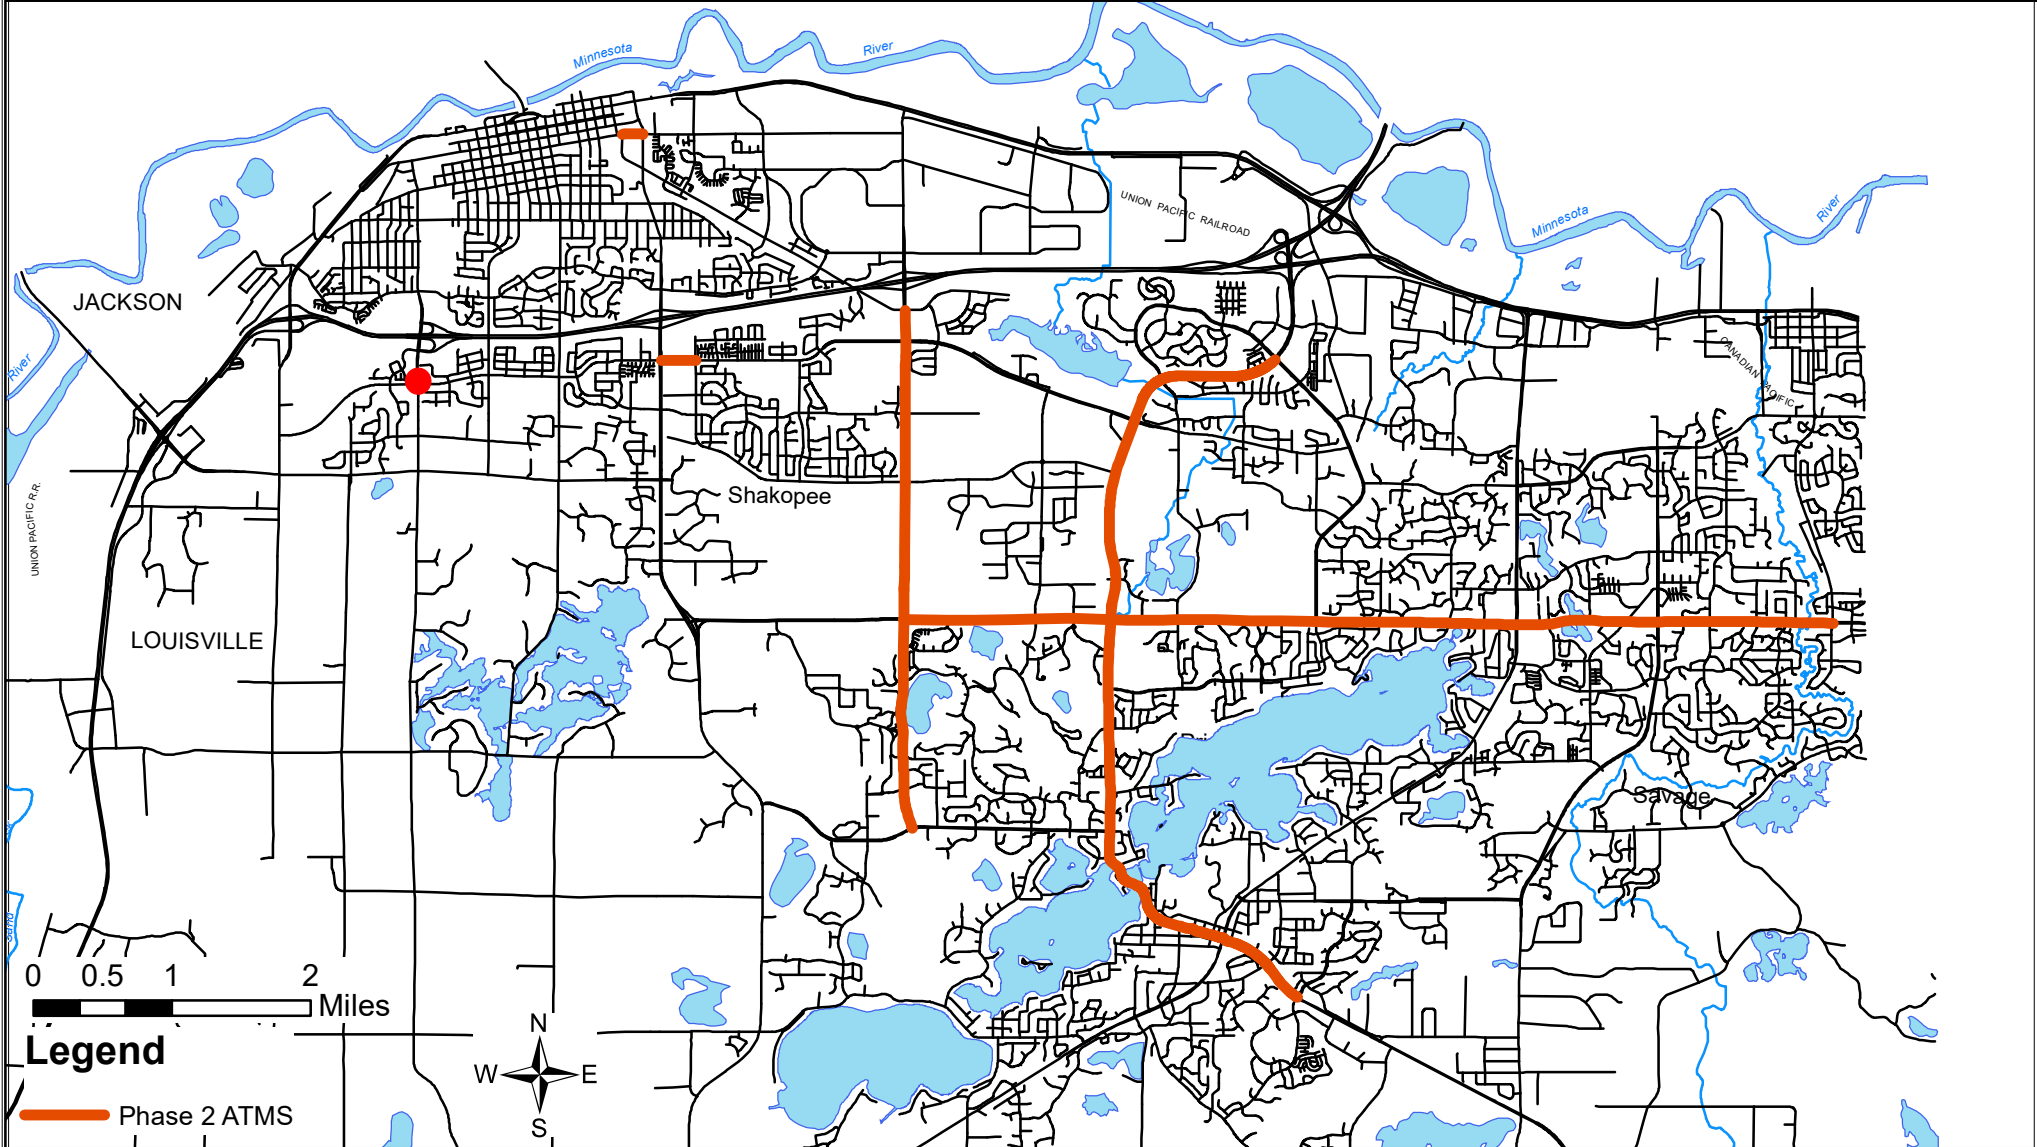 Minnesota
River
UNION PACIFIC RAILROAD
Minnesota
River
JACKSON
River
CANADIAN PACIFIC
Shakopee
UNION PACIFIC R.R.
LOUISVILLE
Savage
Sand
0 0.5 1 2
Miles
N
W E
S
Legend
Phase 2 ATMS